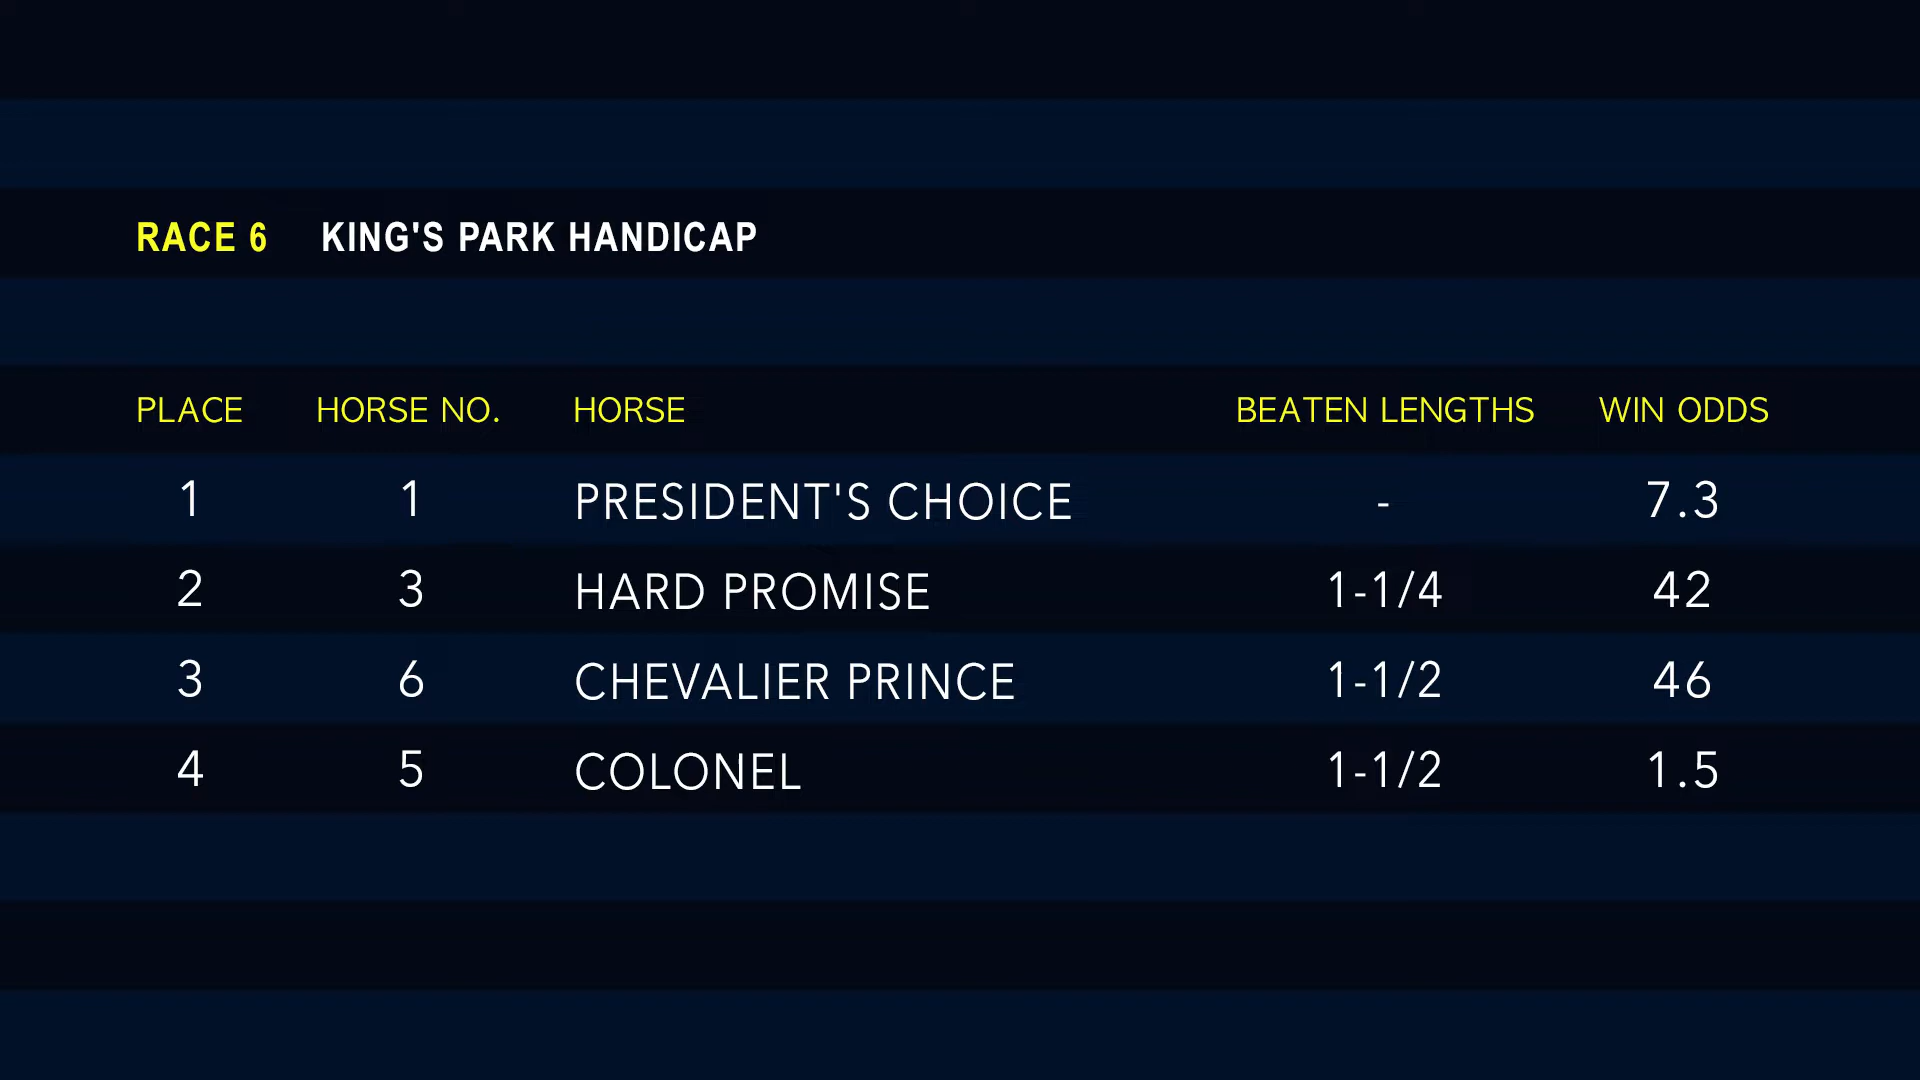 RACE 6 KING'S PARK HANDICAP
PLACE HORSE NO. HORSE BEATEN LENGTHS WIN ODDS
1 1 PRESIDENT'S CHOICE - 7.3
2 3 HARD PROMISE 1-1/4 42
3 6 CHEVALIER PRINCE 1-1/2 46
4 5 COLONEL 1-1/2 1.5